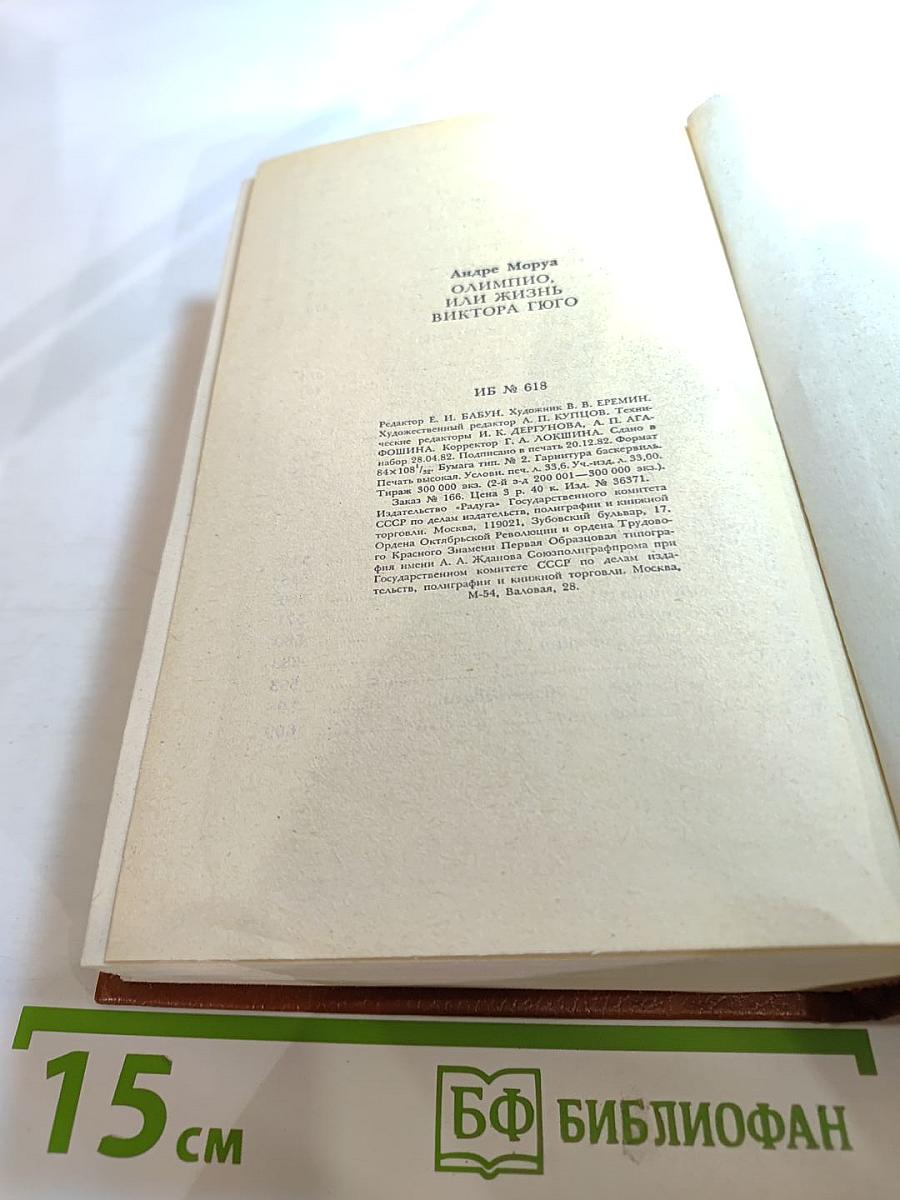 Андре Моруа
ОЛИМПИО,
ИЛИ ЖИЗНЬ
ВИКТОРА ГЮГО
ИБ № 618
Редактор Е. И. БАБУН. Художник В. В. ЕРЕМИН.
Художественный редактор А. П. КУПЦОВ. Техни-
ческие редакторы И. К. ДЕРГУНОВА, А. П. АГА-
ФОШИНА. Корректор Г. А. ЛОКШИНА. Сдано в
набор 28.04.82. Подписано в печать 20.12.82. Формат
84×108¹/₃₂. Бумага тип. № 2. Гарнитура баскервиль.
Печать высокая. Условн. печ. л. 33,6. Уч.-изд. л. 33,00.
Тираж 300 000 экз. (2-й з-д 200 001—300 000 экз.).
Заказ № 166. Цена 3 р. 40 к. Изд. № 36371.
Издательство «Радуга» Государственного комитета
СССР по делам издательств, полиграфии и книжной
торговли. Москва, 119021, Зубовский бульвар, 17.
Ордена Октябрьской Революции и ордена Трудово-
го Красного Знамени Первая Образцовая типогра-
фия имени А. А. Жданова Союзполиграфпрома при
Государственном комитете СССР по делам изда-
тельств, полиграфии и книжной торговли. Москва,
М-54, Валовая, 28.
15 см
БФ БИБЛИОФАН